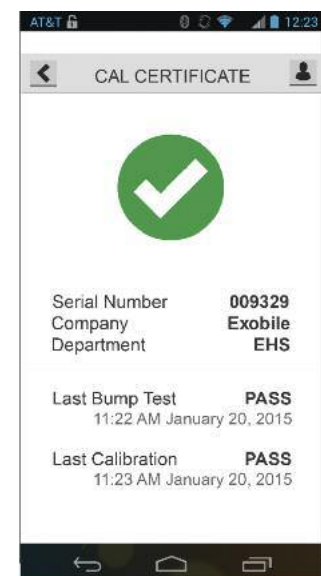 AT&T 12:23
CAL CERTIFICATE
Serial Number 009329
Company Exobile
Department EHS
Last Bump Test PASS
11:22 AM January 20, 2015
Last Calibration PASS
11:23 AM January 20, 2015